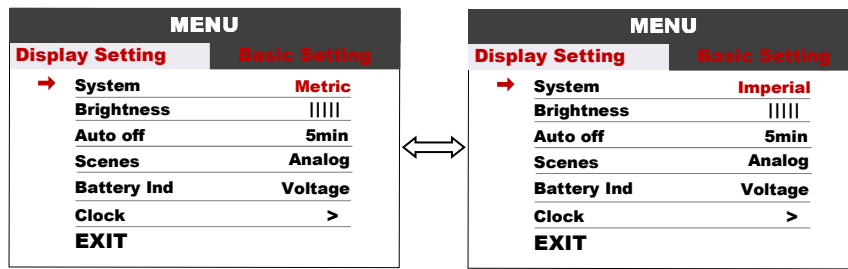 MENU
Display Setting Basic Setting
System Metric
Brightness |||||
Auto off 5min
Scenes Analog
Battery Ind Voltage
Clock >
EXIT
MENU
Display Setting Basic Setting
System Imperial
Brightness |||||
Auto off 5min
Scenes Analog
Battery Ind Voltage
Clock >
EXIT